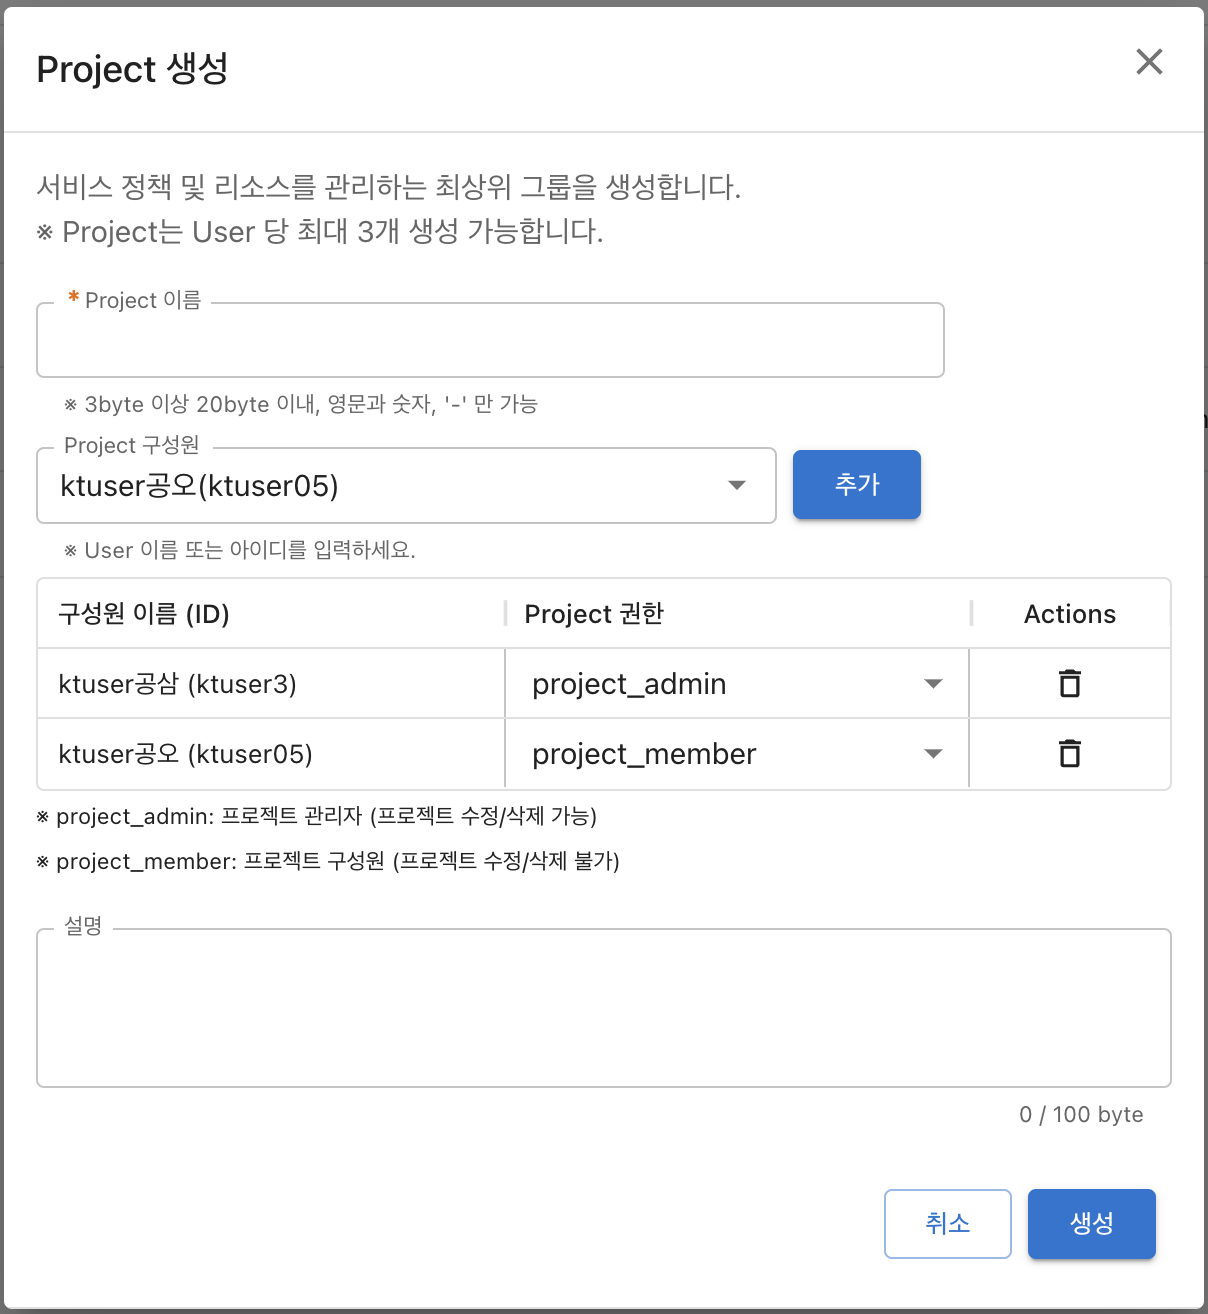 Project 생성
서비스 정책 및 리소스를 관리하는 최상위 그룹을 생성합니다.
※ Project는 User 당 최대 3개 생성 가능합니다.
* Project 이름
※ 3byte 이상 20byte 이내, 영문과 숫자, '-' 만 가능
Project 구성원
ktuser공오(ktuser05)
추가
※ User 이름 또는 아이디를 입력하세요.
구성원 이름 (ID) Project 권한 Actions
ktuser공삼 (ktuser3) project_admin
ktuser공오 (ktuser05) project_member
※ project_admin: 프로젝트 관리자 (프로젝트 수정/삭제 가능)
※ project_member: 프로젝트 구성원 (프로젝트 수정/삭제 불가)
설명
0 / 100 byte
취소 생성